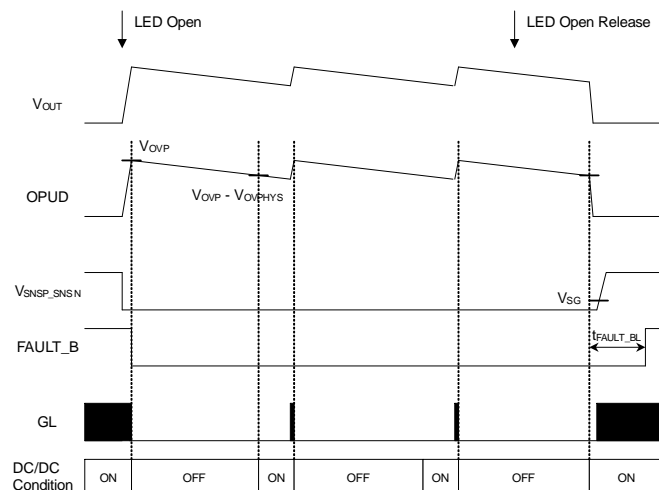 LED Open
LED Open Release
VOUT
VOVP
OPUD
VOVP - VOVPHYS
VSNSP_SNSN
VSG
FAULT_B
tFAULT_BL
GL
DC/DC
Condition
ON
OFF
ON
OFF
ON
OFF
ON